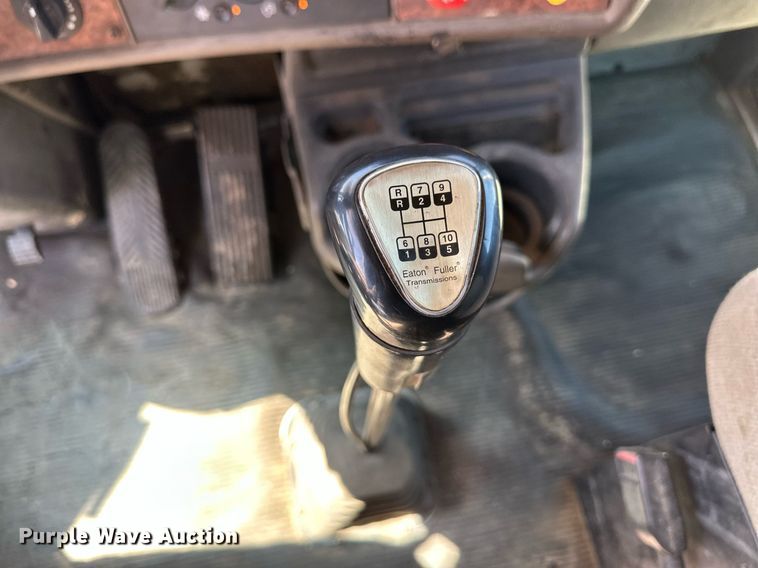 R 7 9
R 2 4
6 8 10
1 3 5
Eaton® Fuller®
Transmissions
Purple Wave Auction